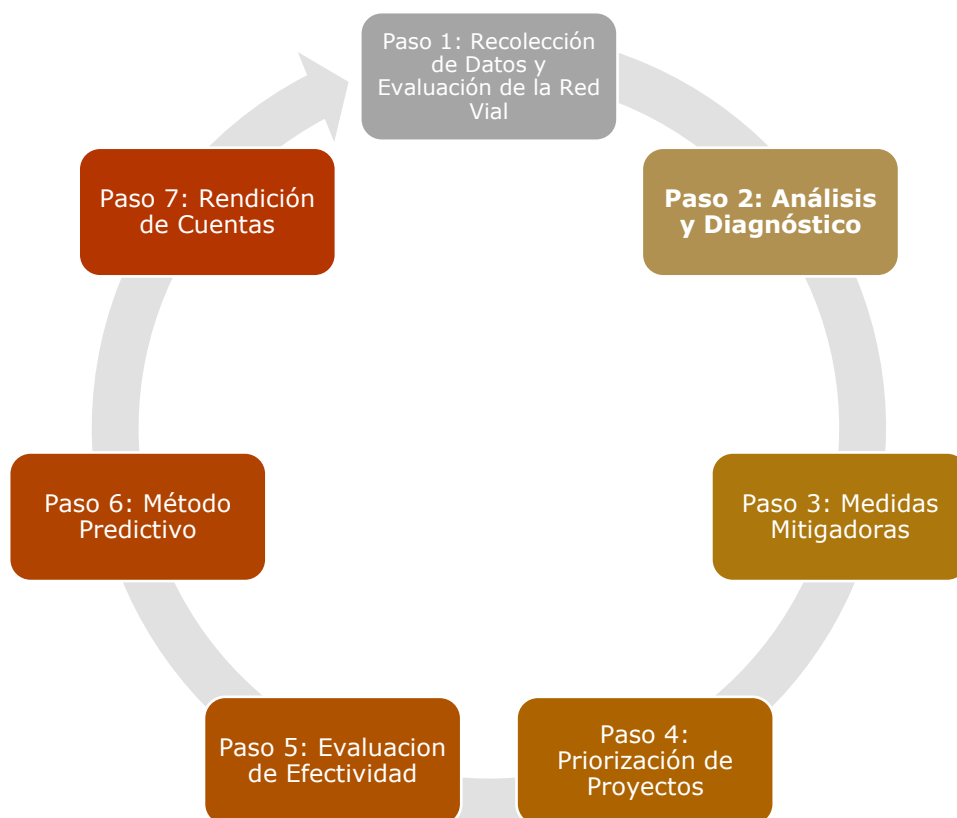 Paso 1: Recolección
de Datos y
Evaluación de la Red
Vial
Paso 2: Análisis
y Diagnóstico
Paso 3: Medidas
Mitigadoras
Paso 4:
Priorización de
Proyectos
Paso 5: Evaluacion
de Efectividad
Paso 6: Método
Predictivo
Paso 7: Rendición
de Cuentas